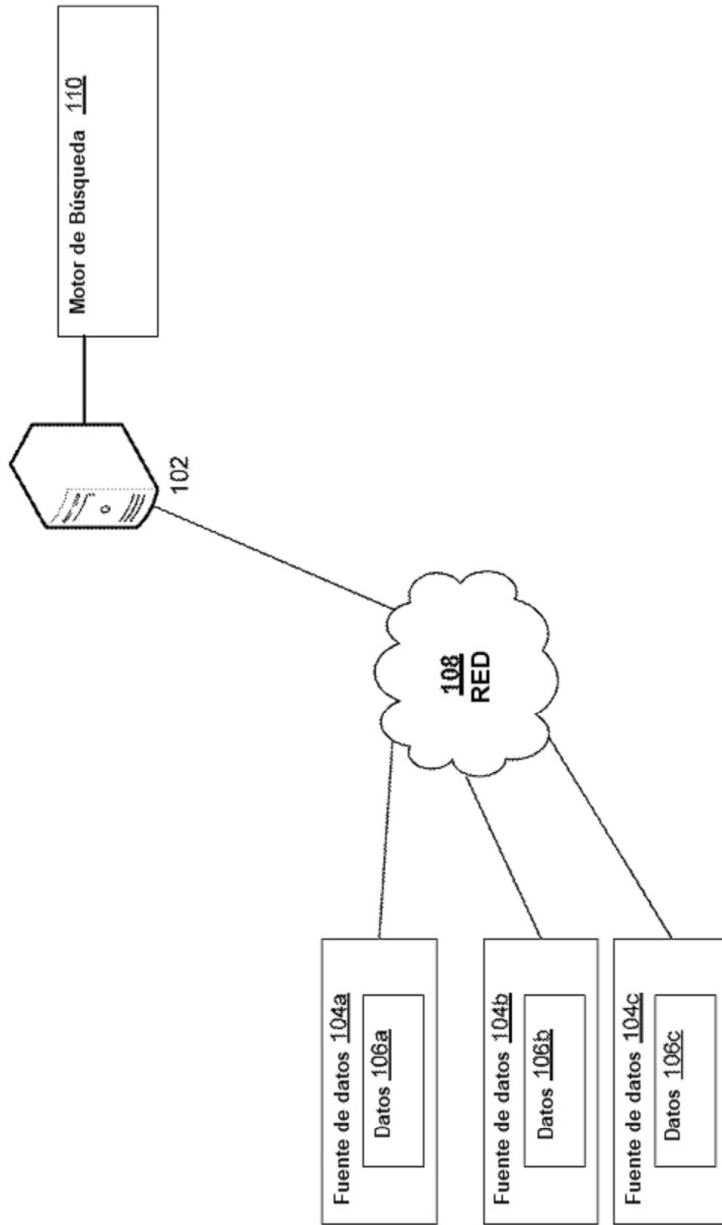 Motor de Búsqueda 110
102
108
RED
Fuente de datos 104a
Datos 106a
Fuente de datos 104b
Datos 106b
Fuente de datos 104c
Datos 106c